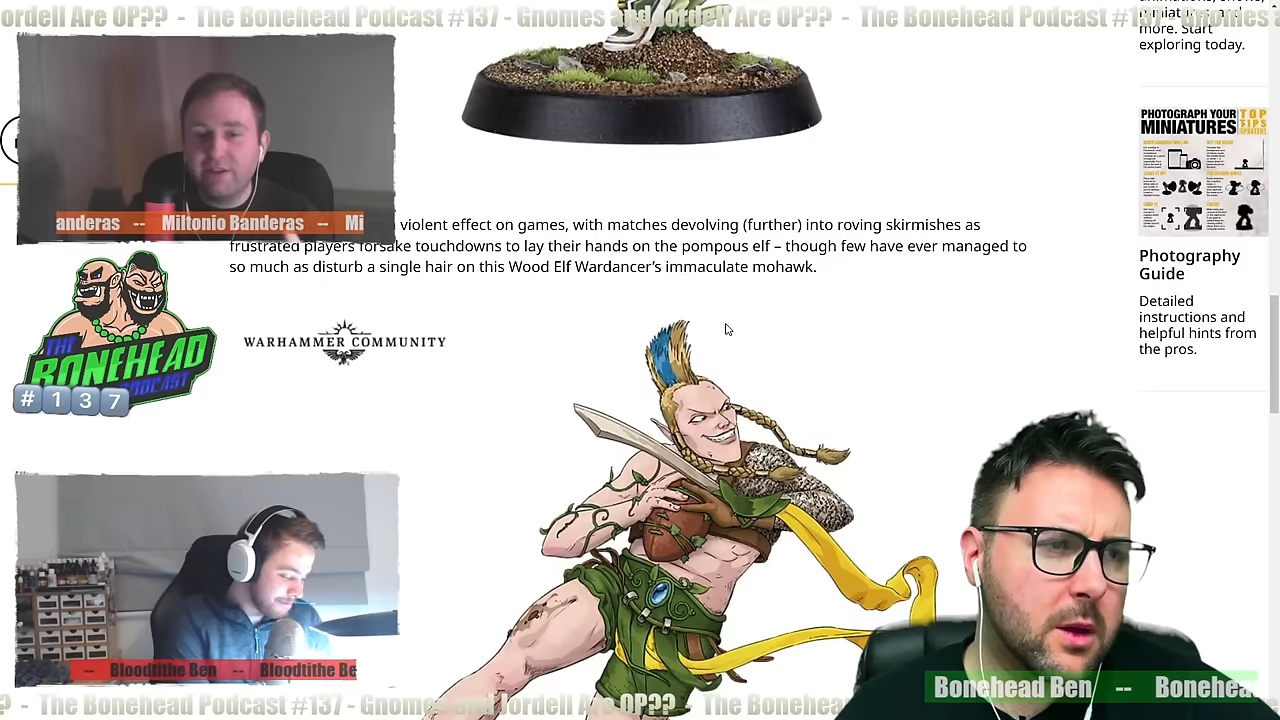 ordell Are OP?? - The Bonehead Podcast #137 - Gnomes and Jordell Are OP?? - The Bonehead Podcast #13
more. Start
exploring today.
anderas -- Miltonio Banderas -- Mi
PHOTOGRAPH YOUR
MINIATURES
TOP
TIPS
violent effect on games, with matches devolving (further) into roving skirmishes as
frustrated players forsake touchdowns to lay their hands on the pompous elf – though few have ever managed to
so much as disturb a single hair on this Wood Elf Wardancer’s immaculate mohawk.
Photography
Guide
Detailed
instructions and
helpful hints from
the pros.
WARHAMMER COMMUNITY
THE
BONEHEAD
PODCAST
#137
-- Bloodtithe Ben -- Bloodtithe Be
Bonehead Ben -- Bonehea
? - The Bonehead Podcast #137 - Gnomes and Jordell Are OP?? - The Bonehea